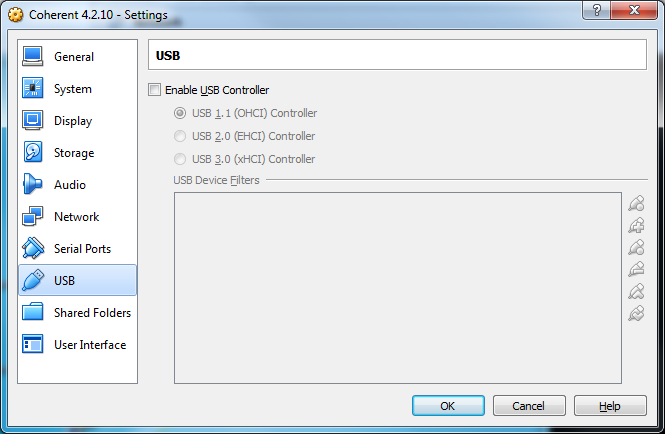 Coherent 4.2.10 - Settings
General
System
Display
Storage
Audio
Network
Serial Ports
USB
Shared Folders
User Interface
USB
Enable USB Controller
USB 1.1 (OHCI) Controller
USB 2.0 (EHCI) Controller
USB 3.0 (xHCI) Controller
USB Device Filters
OK
Cancel
Help